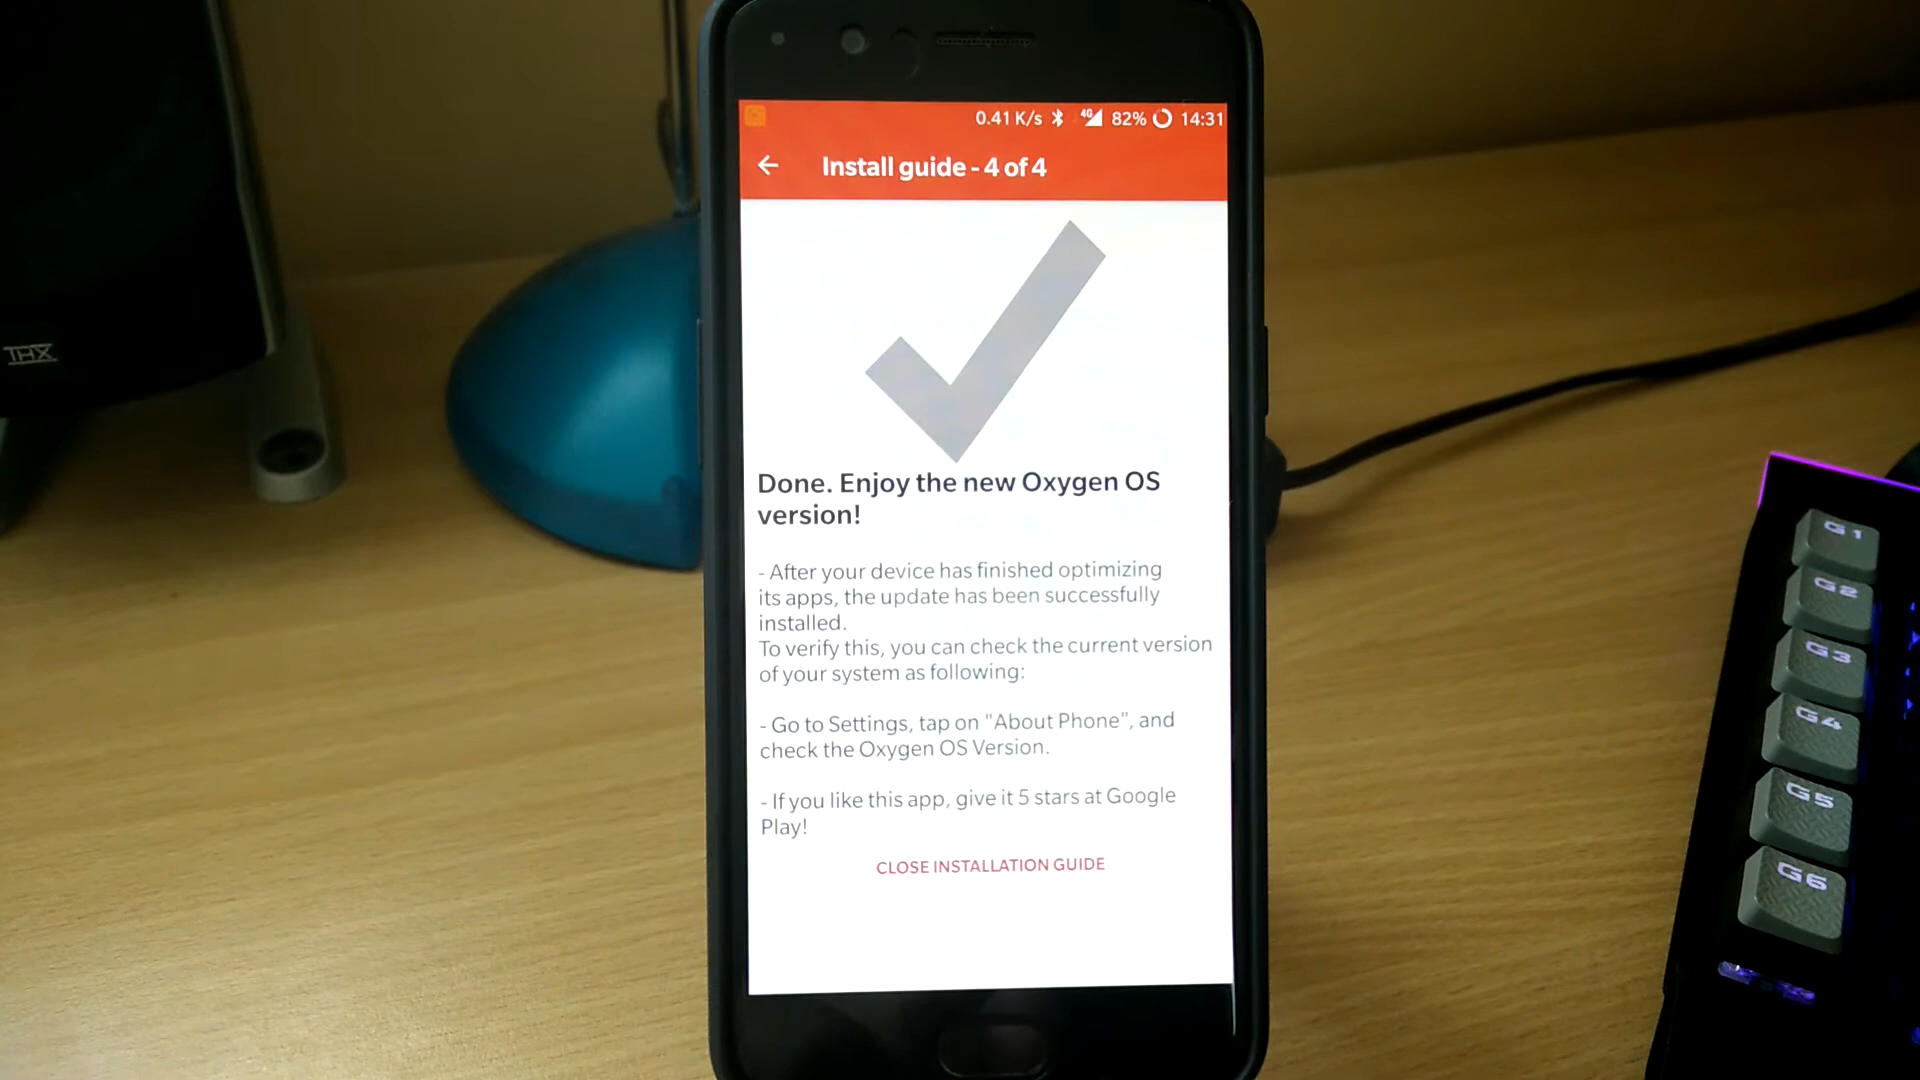 0.41 K/s 4G 82% 14:31
Install guide - 4 of 4
THX
Done. Enjoy the new Oxygen OS
version!
- After your device has finished optimizing
its apps, the update has been successfully
installed.
To verify this, you can check the current version
of your system as following:
- Go to Settings, tap on "About Phone", and
check the Oxygen OS Version.
- If you like this app, give it 5 stars at Google
Play!
CLOSE INSTALLATION GUIDE
G1
G2
G3
G4
G5
G6